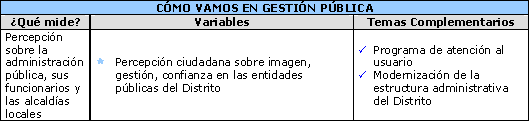 CÓMO VAMOS EN GESTIÓN PÚBLICA
¿Qué mide?
Variables
Temas Complementarios
Percepción
sobre la
administración
pública, sus
funcionarios y
las alcaldías
locales
Percepción ciudadana sobre imagen,
gestión, confianza en las entidades
públicas del Distrito
Programa de atención al
usuario
Modernización de la
estructura administrativa
del Distrito